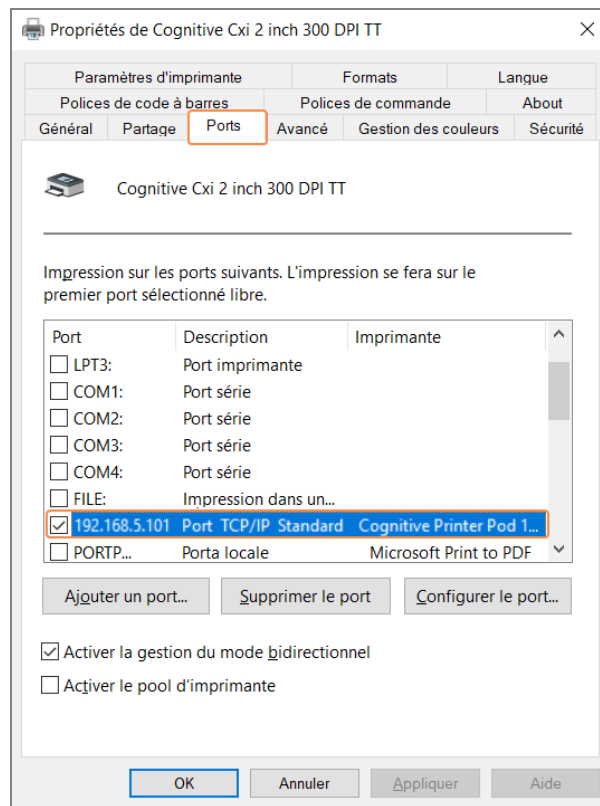 Propriétés de Cognitive Cxi 2 inch 300 DPI TT
Paramètres d'imprimante Formats Langue
Polices de code à barres Polices de commande About
Général Partage Ports Avancé Gestion des couleurs Sécurité
Cognitive Cxi 2 inch 300 DPI TT
Impression sur les ports suivants. L'impression se fera sur le
premier port sélectionné libre.
Port Description Imprimante
LPT3: Port imprimante
COM1: Port série
COM2: Port série
COM3: Port série
COM4: Port série
FILE: Impression dans un...
192.168.5.101 Port TCP/IP Standard Cognitive Printer Pod 1...
PORTP... Porta locale Microsoft Print to PDF
Ajouter un port... Supprimer le port Configurer le port...
Activer la gestion du mode bidirectionnel
Activer le pool d'imprimante
OK Annuler Appliquer Aide